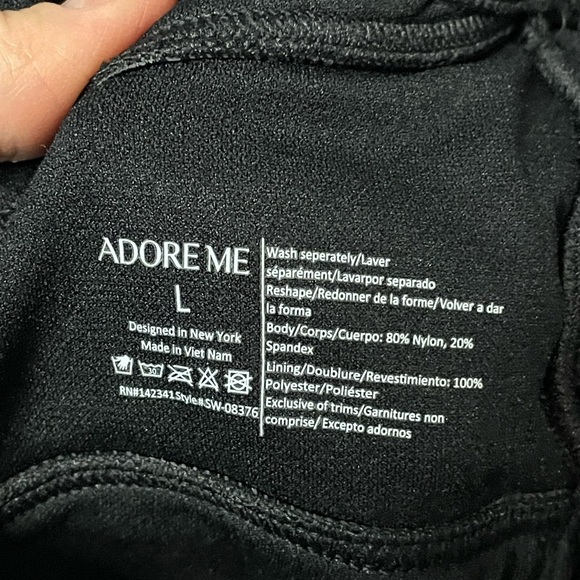 ADORE ME
L
Designed in New York
Made in Viet Nam
30
RN#142341Style#SW-08376
Wash seperately/Laver
séparément/Lavarpor separado
Reshape/Redonner de la forme/Volver a dar
la forma
Body/Corps/Cuerpo: 80% Nylon, 20%
Spandex
Lining/Doublure/Revestimiento: 100%
Polyester/Poliéster
Exclusive of trims/Garnitures non
comprise/ Excepto adornos